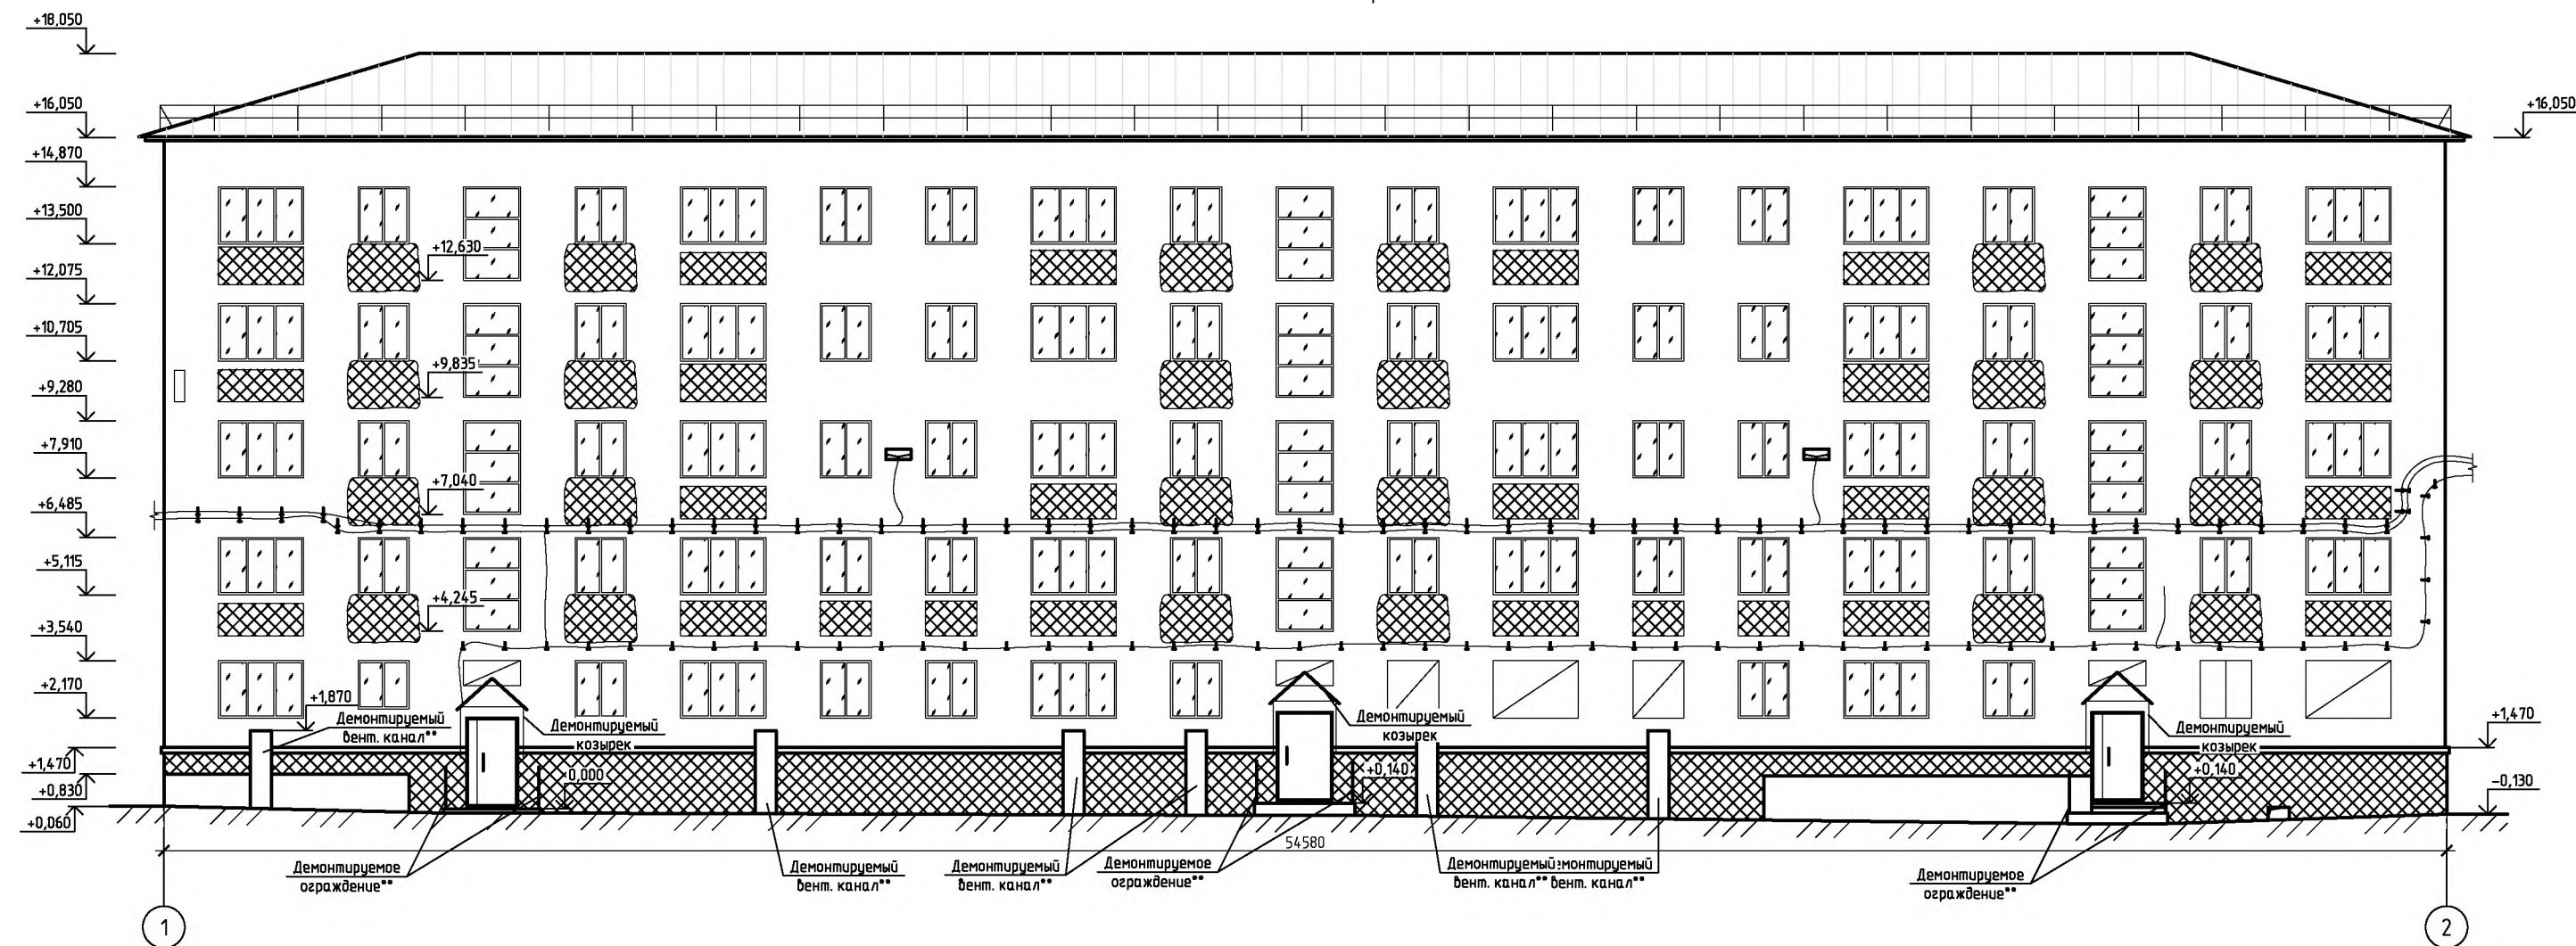 +18,050
+16,050
+16,050
+14,870
+13,500
+12,630
+12,075
+10,705
+9,835
+9,280
+7,910
+7,040
+6,485
+5,115
+4,245
+3,540
+2,170
+1,870
Демонтируемый
вент. канал**
Демонтируемый
козырек
Демонтируемый
козырек
Демонтируемый
козырек
+1,470
+1,470
0,000
+0,140
+0,140
+0,830
-0,130
+0,060
54580
Демонтируемое
ограждение**
Демонтируемый
вент. канал**
Демонтируемый
вент. канал**
Демонтируемое
ограждение**
Демонтируемый
вент. канал**
монтируемый
вент. канал**
Демонтируемое
ограждение**
1
2